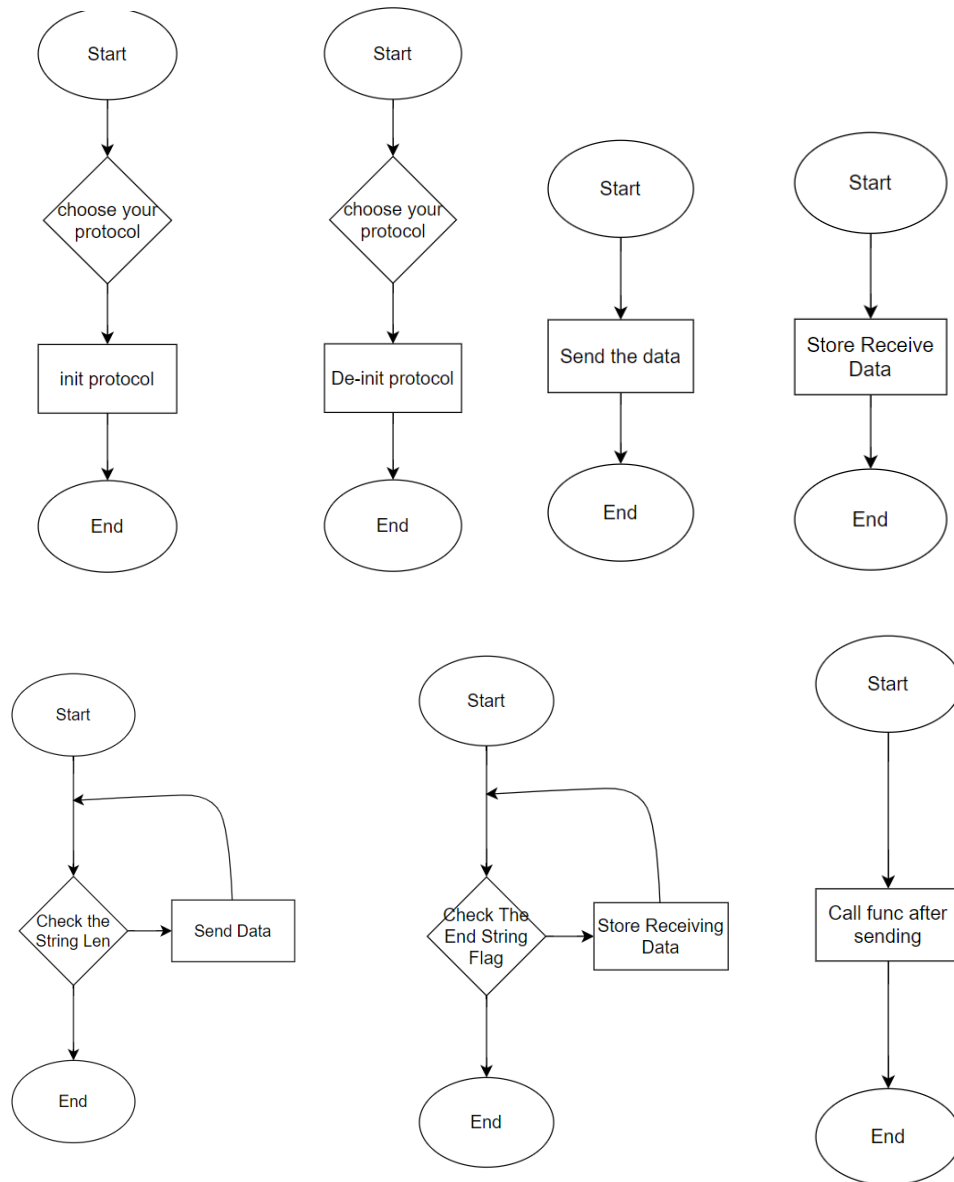 Start
choose your
protocol
init protocol
End
Start
choose your
protocol
De-init protocol
End
Start
Send the data
End
Start
Store Receive
Data
End
Start
Check the
String Len
Send Data
End
Start
Check The
End String
Flag
Store Receiving
Data
End
Start
Call func after
sending
End